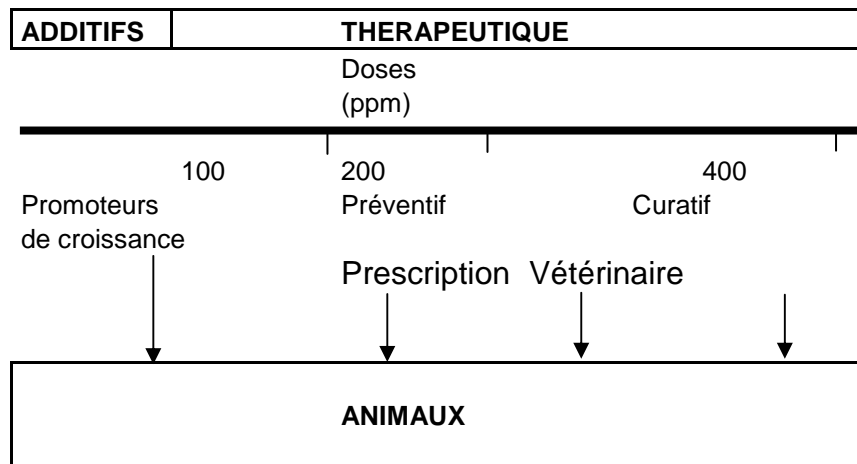 ADDITIFS THERAPEUTIQUE
Doses
(ppm)
100 200 400
Promoteurs Préventif Curatif
de croissance
Prescription Vétérinaire
ANIMAUX